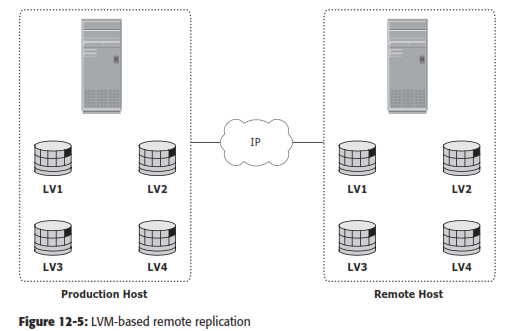 IP
LV1 LV2 LV1 LV2
LV3 LV4 LV3 LV4
Production Host Remote Host
Figure 12-5: LVM-based remote replication